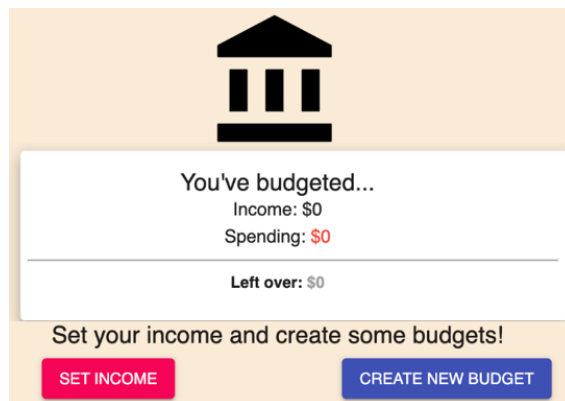 You've budgeted...
Income: $0
Spending: $0
Left over: $0
Set your income and create some budgets!
SET INCOME
CREATE NEW BUDGET